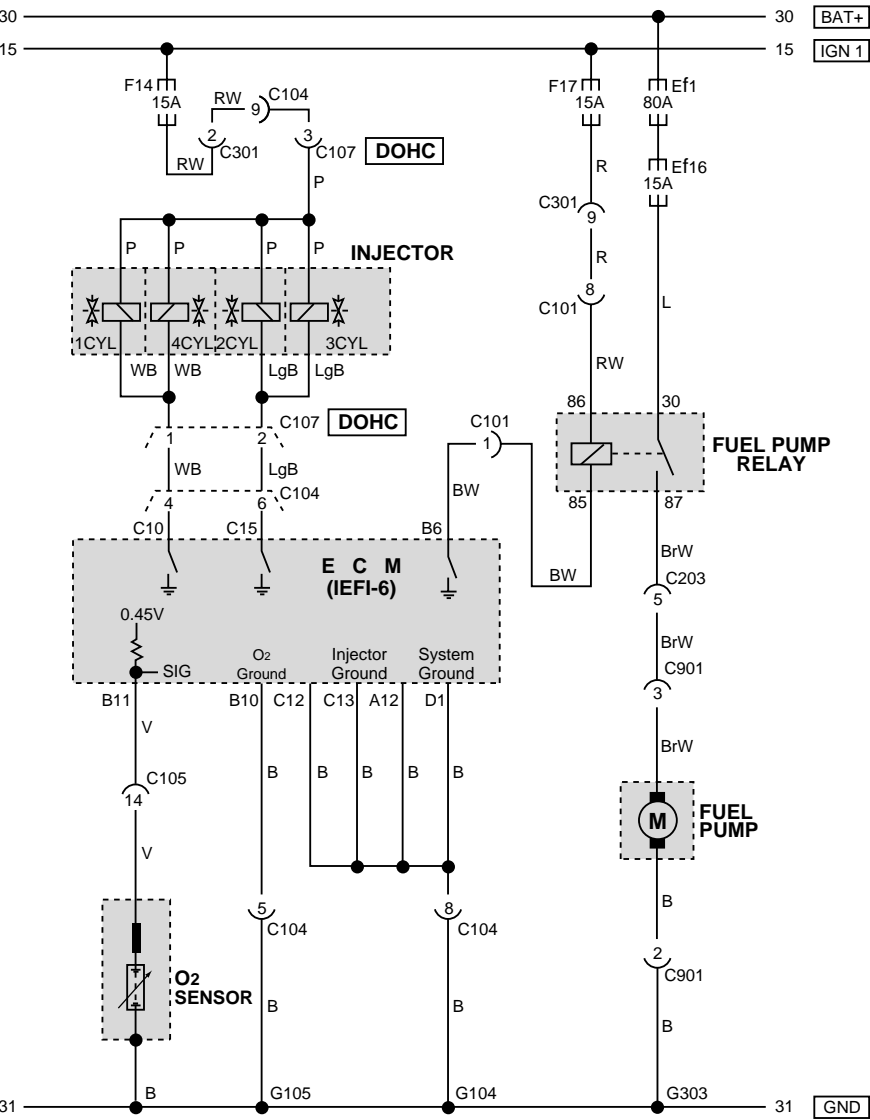 30 30 BAT+
15 15 IGN 1
F14 15A RW 9 C104 F17 15A Ef1 80A
2 C301 3 C107 DOHC
RW
P
R
Ef16 15A
C301 9
R
P P P P INJECTOR
8 C101
L
1CYL 4CYL 2CYL 3CYL
WB WB LgB LgB
RW
86 30
1 2 C107 DOHC
C101 1
FUEL PUMP
RELAY
WB LgB
4 6 C104
BW
85 87
C10 C15 B6
E C M
(IEFI-6)
BW
BrW
C203 5
0.45V
SIG
O2
Ground
Injector
Ground
System
Ground
BrW
C901 3
B11 B10 C12 C13 A12 D1
V
BrW
B B B B B
C105 14
M
FUEL
PUMP
V
B
5 C104 8 C104
2 C901
O2
SENSOR
B B B
31 B G105 G104 G303 31 GND